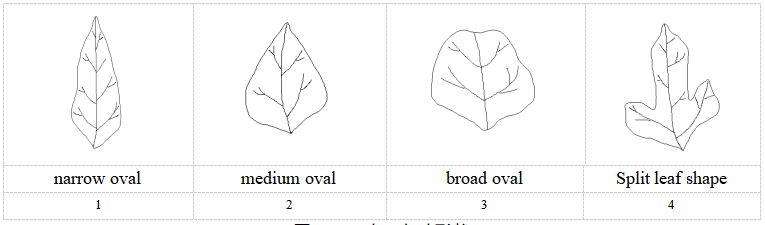 narrow oval
medium oval
broad oval
Split leaf shape
1
2
3
4